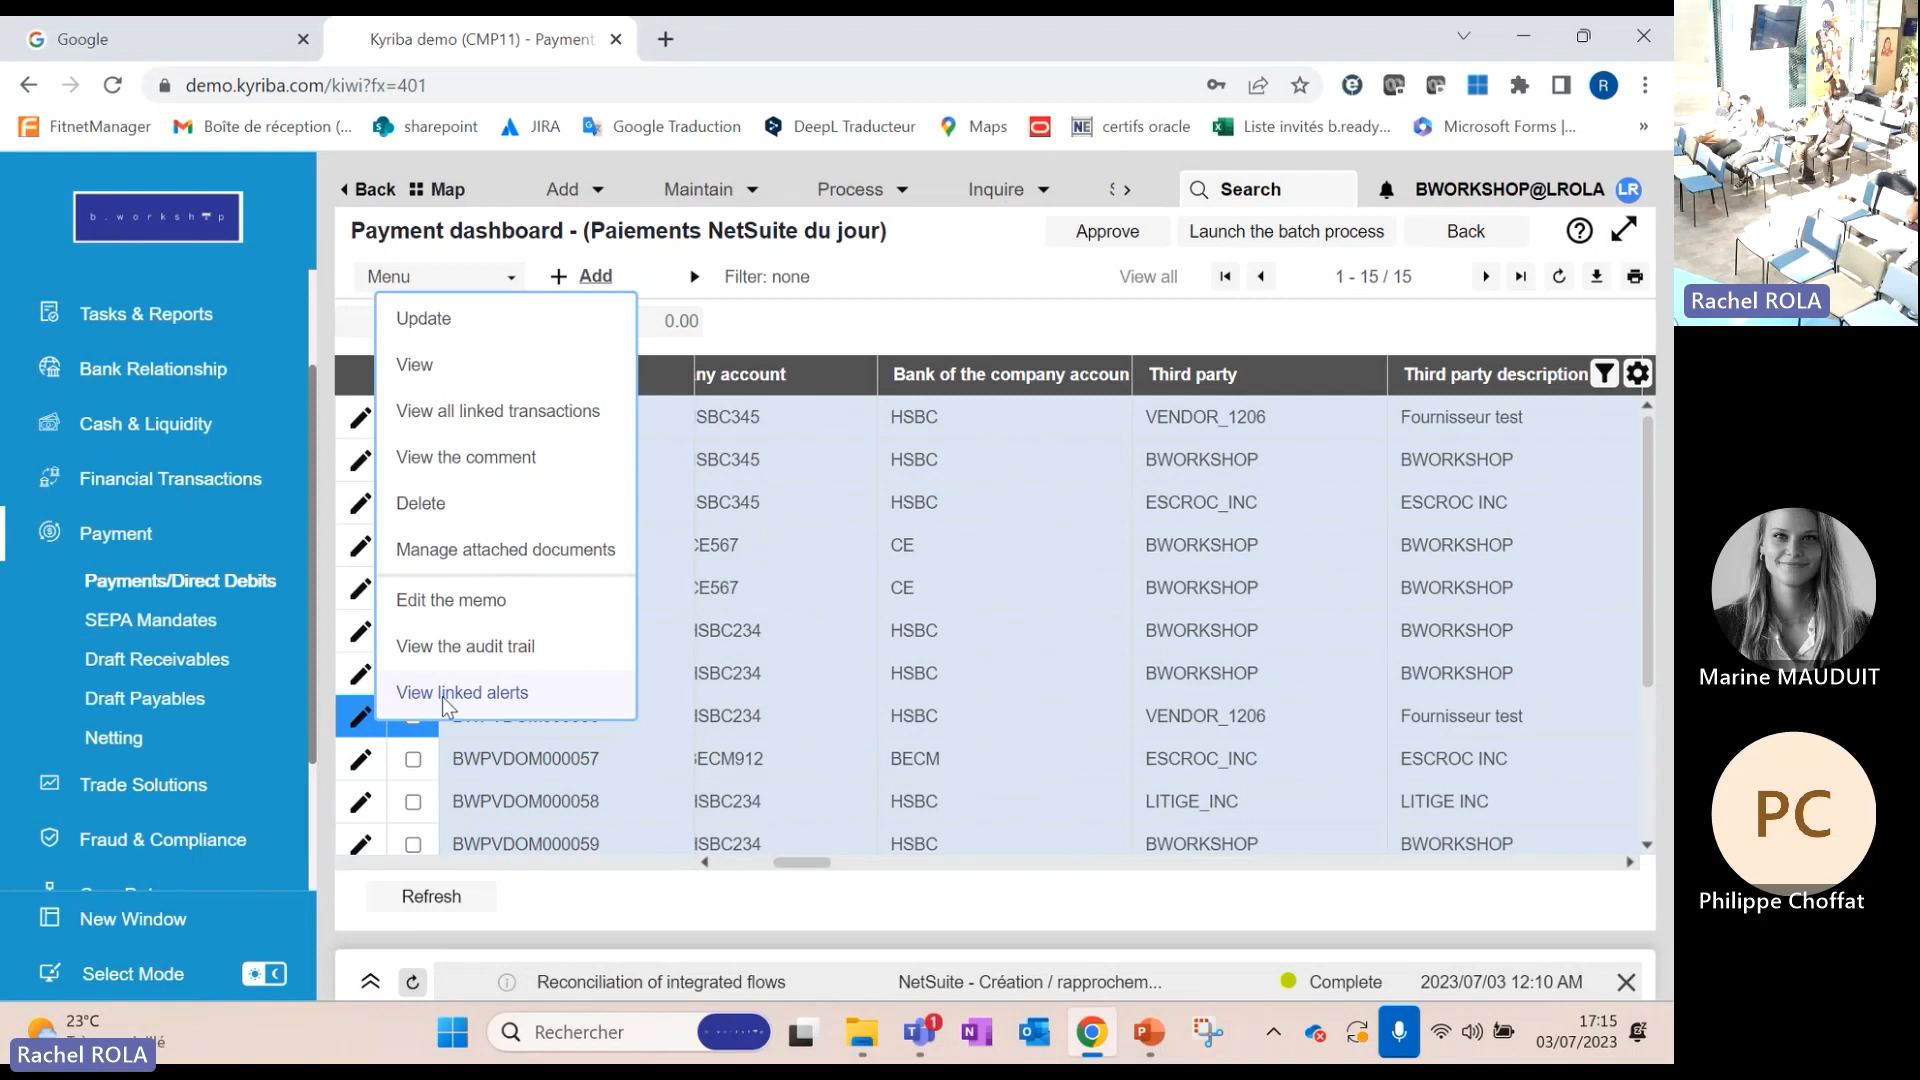 Google
Kyriba demo (CMP11) - Payment
demo.kyriba.com/kiwi?fx=401
R
FitnetManager
Boîte de réception (...
sharepoint
JIRA
Google Traduction
DeepL Traducteur
Maps
NE
certifs oracle
Liste invités b.ready...
Microsoft Forms |...
»
b.workshop
Tasks & Reports
Bank Relationship
Cash & Liquidity
Financial Transactions
Payment
Payments/Direct Debits
SEPA Mandates
Draft Receivables
Draft Payables
Netting
Trade Solutions
Fraud & Compliance
New Window
Select Mode
Back
Map
Add
Maintain
Process
Inquire
Search
BWORKSHOP@LROLA
LR
Payment dashboard - (Paiements NetSuite du jour)
Approve
Launch the batch process
Back
Menu
+ Add
Filter: none
View all
1 - 15 / 15
0.00
Update
View
View all linked transactions
View the comment
Delete
Manage attached documents
Edit the memo
View the audit trail
View linked alerts
ny account
Bank of the company accoun
Third party
Third party description
SBC345 HSBC VENDOR_1206 Fournisseur test
SBC345 HSBC BWORKSHOP BWORKSHOP
SBC345 HSBC ESCROC_INC ESCROC INC
CE567 CE BWORKSHOP BWORKSHOP
CE567 CE BWORKSHOP BWORKSHOP
ISBC234 HSBC BWORKSHOP BWORKSHOP
ISBC234 HSBC BWORKSHOP BWORKSHOP
ISBC234 HSBC VENDOR_1206 Fournisseur test
BWPVDOM000057 BECM912 BECM ESCROC_INC ESCROC INC
BWPVDOM000058 ISBC234 HSBC LITIGE_INC LITIGE INC
BWPVDOM000059 ISBC234 HSBC BWORKSHOP BWORKSHOP
Refresh
Reconciliation of integrated flows
NetSuite - Création / rapprochem...
Complete
2023/07/03 12:10 AM
23°C
Rechercher
1
17:15
03/07/2023
Rachel ROLA
Rachel ROLA
Marine MAUDUIT
PC
Philippe Choffat